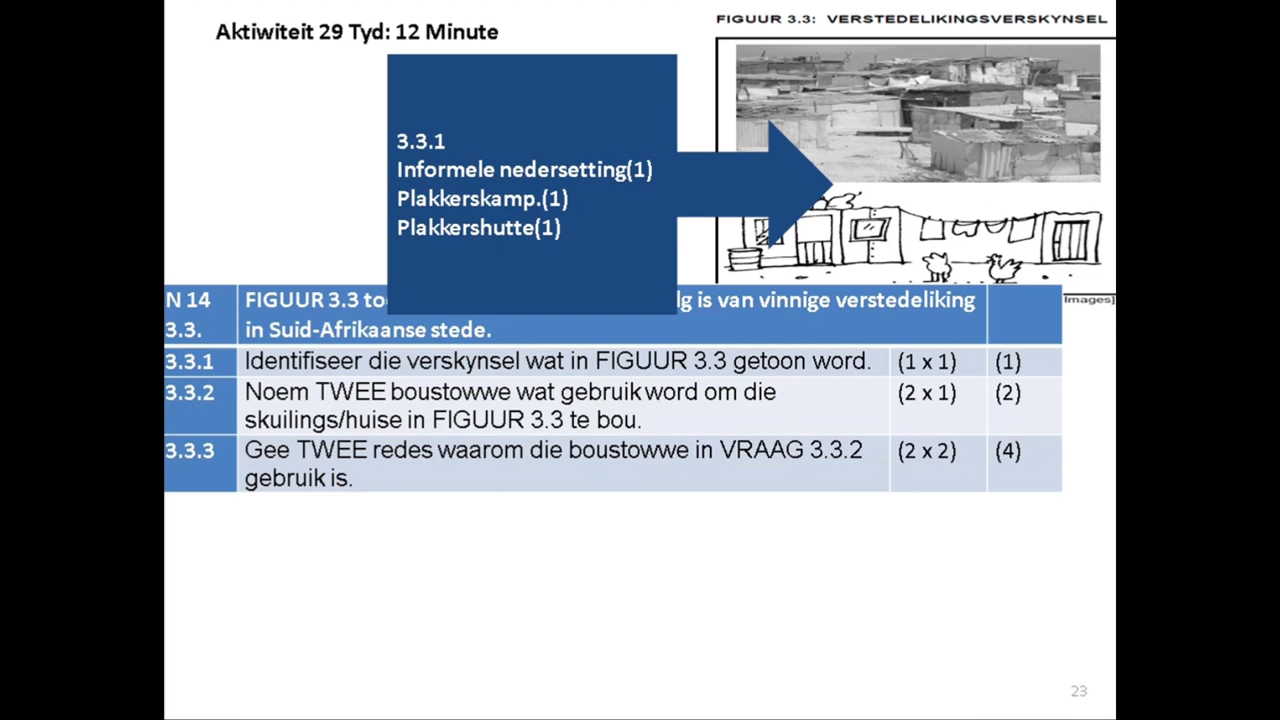 Aktiwiteit 29 Tyd: 12 Minute
FIGUUR 3.3: VERSTEDELIKINGSVERSKYNSEL
3.3.1
Informele nedersetting(1)
Plakkerskamp.(1)
Plakkershutte(1)
Images]
N 14 FIGUUR 3.3 is van vinnige verstedeliking
3.3. in Suid-Afrikaanse stede.
3.3.1 Identifiseer die verskynsel wat in FIGUUR 3.3 getoon word. (1 x 1) (1)
3.3.2 Noem TWEE boustowwe wat gebruik word om die (2 x 1) (2)
skuilings/huise in FIGUUR 3.3 te bou.
3.3.3 Gee TWEE redes waarom die boustowwe in VRAAG 3.3.2 (2 x 2) (4)
gebruik is.
23